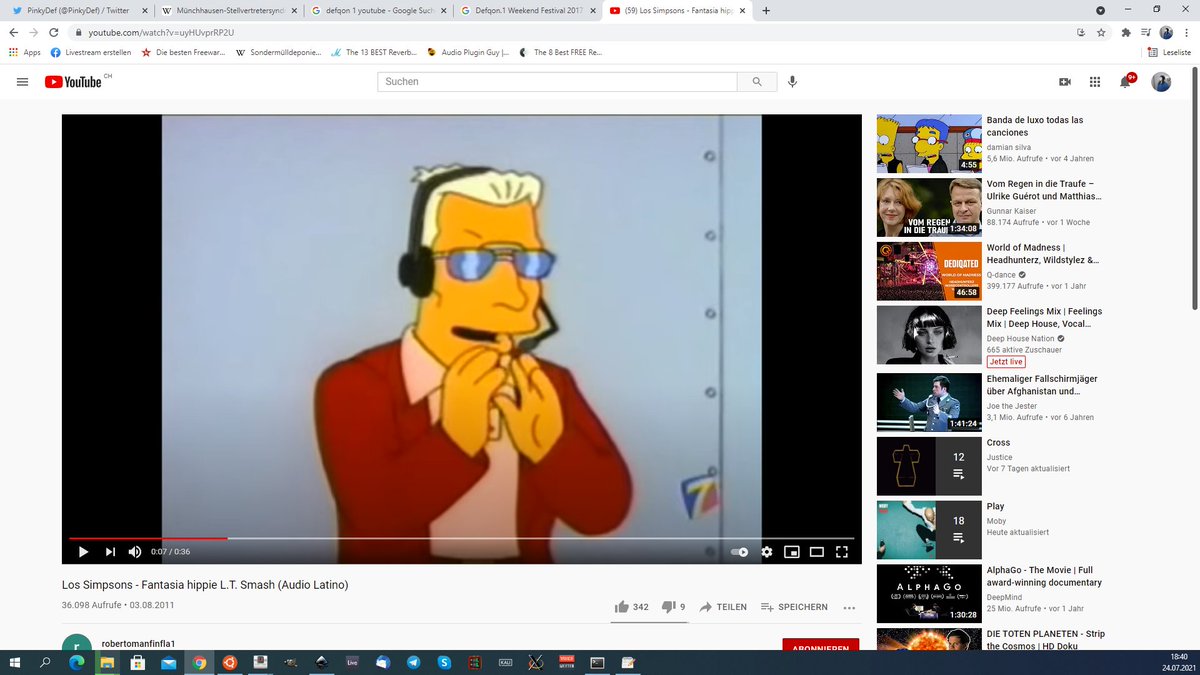 PinkyDef (@PinkyDef) / Twitter
Münchhausen-Stellvertretersynd
defqon 1 youtube - Google Such
Defqon.1 Weekend Festival 2017
(59) Los Simpsons - Fantasia hipp
youtube.com/watch?v=uyHUvprRP2U
Apps
Livestream erstellen
Die besten Freewar...
Sondermülldeponie...
The 13 BEST Reverb...
Audio Plugin Guy |...
The 8 Best FREE Re...
Leseliste
YouTube CH
Suchen
9+
7
0:07 / 0:36
Los Simpsons - Fantasia hippie L.T. Smash (Audio Latino)
36.098 Aufrufe • 03.08.2011
342
9
TEILEN
SPEICHERN
r
robertomanfinfla1
ABONNIEREN
4:55
Banda de luxo todas las
canciones
damian silva
5,6 Mio. Aufrufe • vor 4 Jahren
VOM REGEN
IN DIE TRAU
1:34:08
Vom Regen in die Traufe –
Ulrike Guérot und Matthias...
Gunnar Kaiser
88.174 Aufrufe • vor 1 Woche
DEDIQATED
WORLD OF MADNESS
46:58
World of Madness |
Headhunterz, Wildstylez &...
Q-dance
399.177 Aufrufe • vor 1 Jahr
Deep Feelings Mix | Feelings
Mix | Deep House, Vocal...
Deep House Nation
665 aktive Zuschauer
Jetzt live
1:41:24
Ehemaliger Fallschirmjäger
über Afghanistan und...
Joe the Jester
3,1 Mio. Aufrufe • vor 6 Jahren
12
Cross
Justice
Vor 7 Tagen aktualisiert
18
Play
Moby
Heute aktualisiert
ALPHAGO
1:30:28
AlphaGo - The Movie | Full
award-winning documentary
DeepMind
25 Mio. Aufrufe • vor 1 Jahr
DIE TOTEN PLANETEN - Strip
the Cosmos | HD Doku
Live
KALI
18:40
24.07.2021